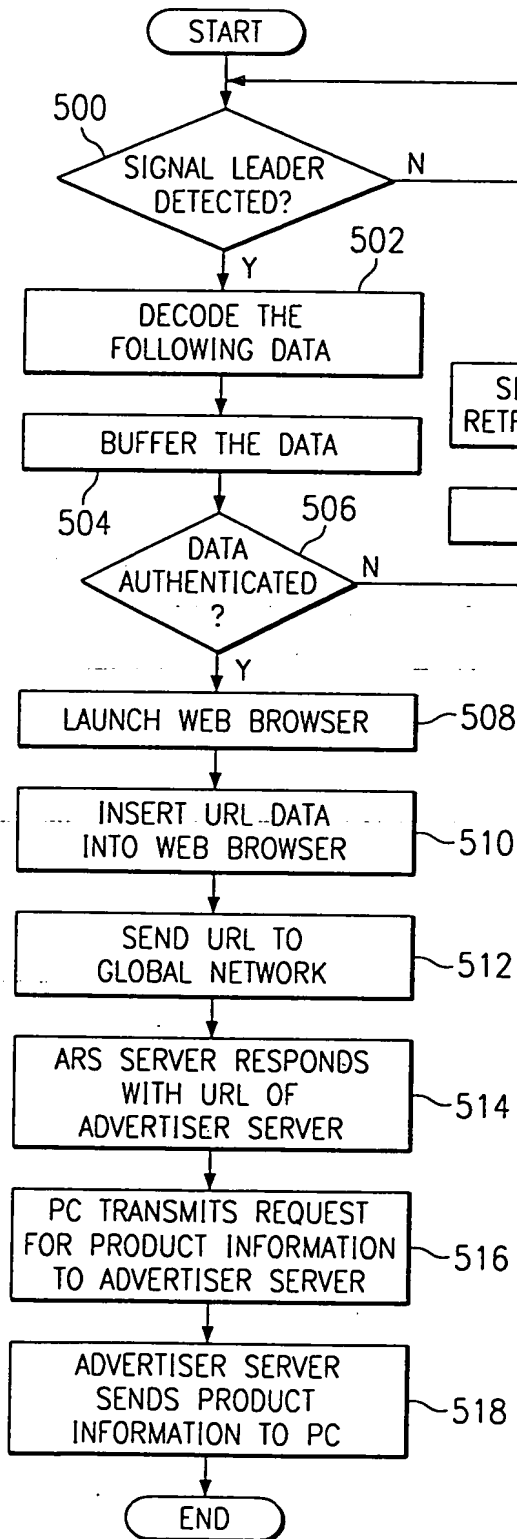 START
500
SIGNAL LEADER
DETECTED?
N
Y
502
DECODE THE
FOLLOWING DATA
BUFFER THE DATA
504
506
DATA
AUTHENTICATED
?
N
Y
LAUNCH WEB BROWSER
508
INSERT URL DATA
INTO WEB BROWSER
510
SEND URL TO
GLOBAL NETWORK
512
ARS SERVER RESPONDS
WITH URL OF
ADVERTISER SERVER
514
PC TRANSMITS REQUEST
FOR PRODUCT INFORMATION
TO ADVERTISER SERVER
516
ADVERTISER SERVER
SENDS PRODUCT
INFORMATION TO PC
518
END